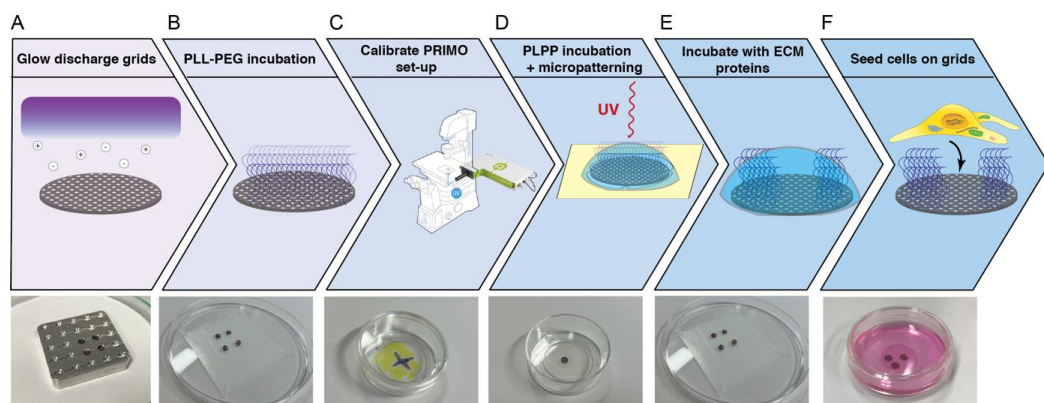 A
B
C
D
E
F
Glow discharge grids
PLL-PEG incubation
Calibrate PRIMO
set-up
PLPP incubation
+ micropatterning
Incubate with ECM
proteins
Seed cells on grids
+
-
+
-
+
-
UV
UV